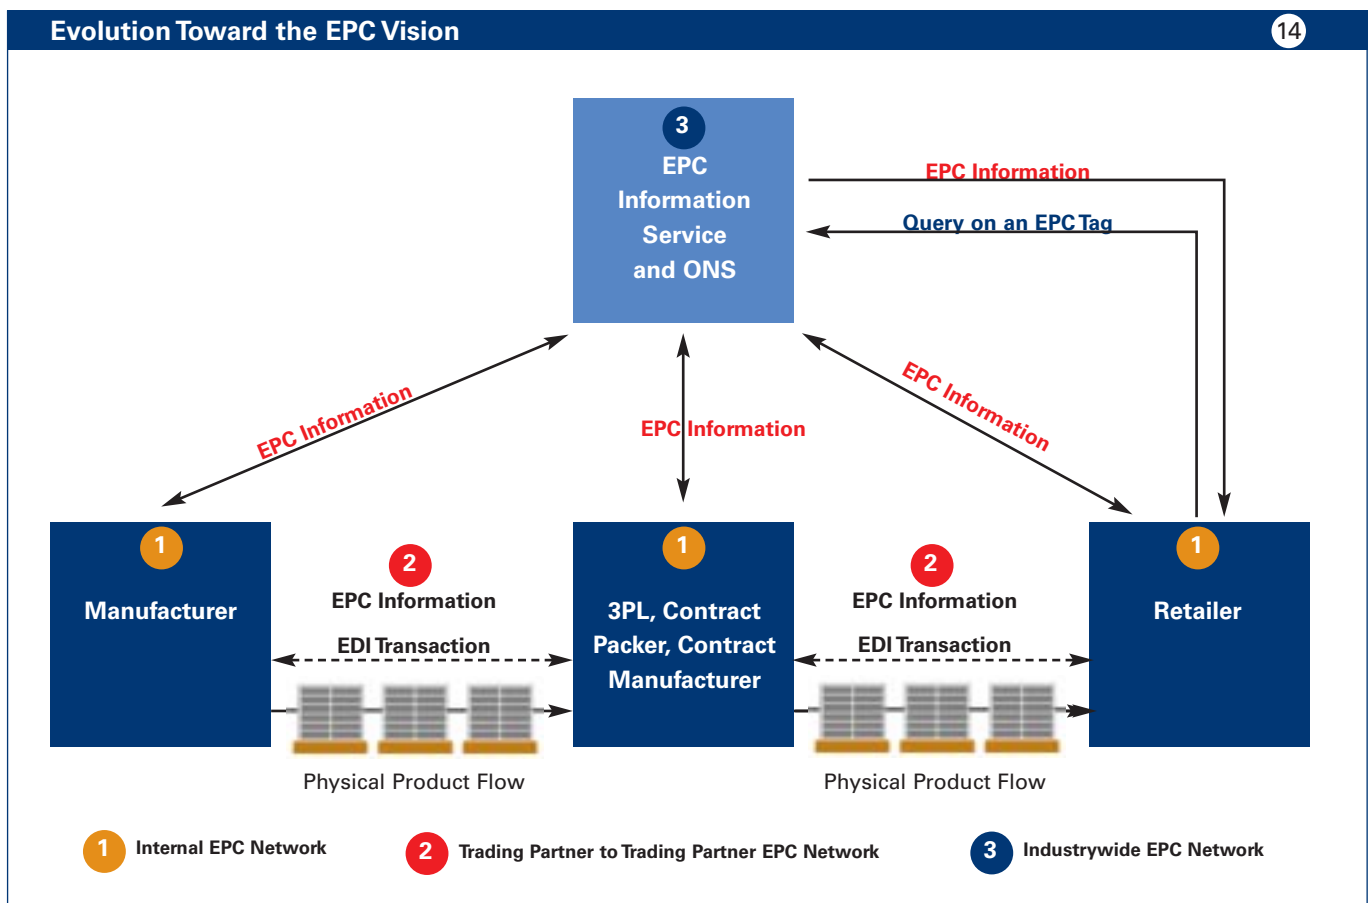 Evolution Toward the EPC Vision
14
3
EPC
Information
Service
and ONS
EPC Information
Query on an EPC Tag
EPC Information
EPC Information
EPC Information
1
Manufacturer
2
EPC Information
EDI Transaction
Physical Product Flow
1
3PL, Contract
Packer, Contract
Manufacturer
2
EPC Information
EDI Transaction
Physical Product Flow
1
Retailer
1 Internal EPC Network
2 Trading Partner to Trading Partner EPC Network
3 Industrywide EPC Network